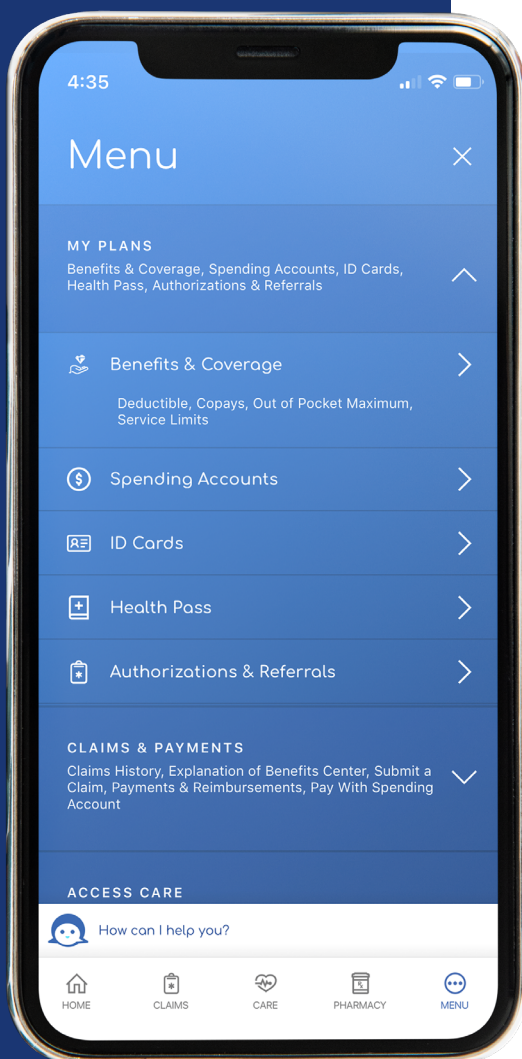 4:35
Menu
MY PLANS
Benefits & Coverage, Spending Accounts, ID Cards,
Health Pass, Authorizations & Referrals
Benefits & Coverage
Deductible, Copays, Out of Pocket Maximum,
Service Limits
Spending Accounts
ID Cards
Health Pass
Authorizations & Referrals
CLAIMS & PAYMENTS
Claims History, Explanation of Benefits Center, Submit a
Claim, Payments & Reimbursements, Pay With Spending
Account
ACCESS CARE
How can I help you?
HOME CLAIMS CARE PHARMACY MENU